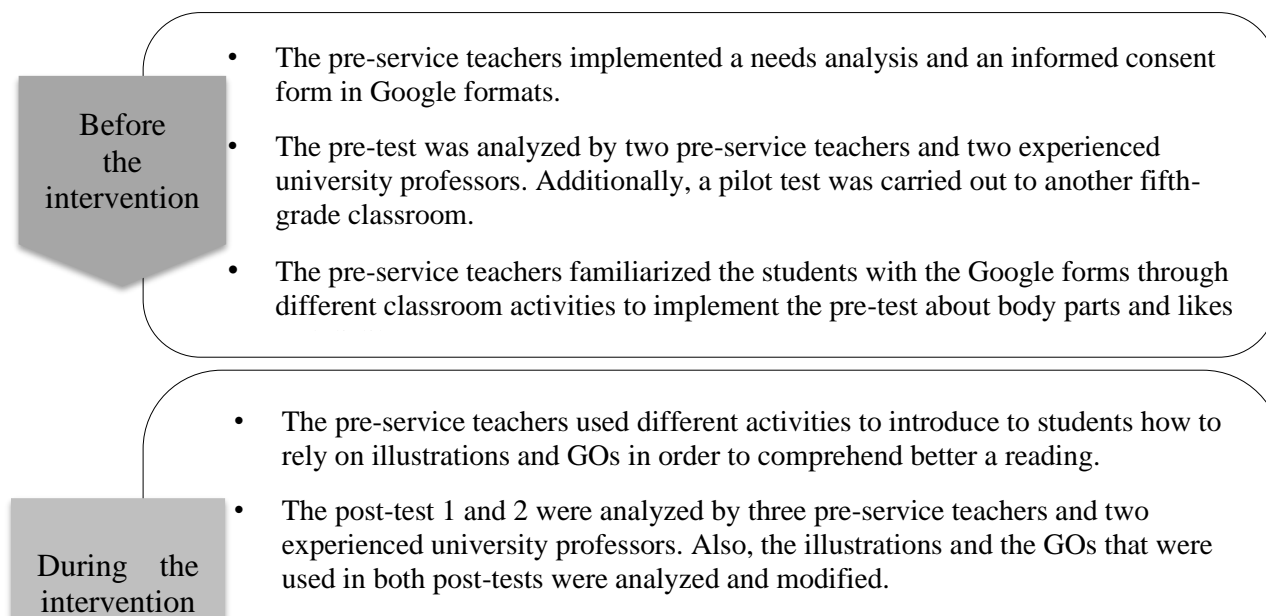 Before
the
intervention
• The pre-service teachers implemented a needs analysis and an informed consent
form in Google formats.
• The pre-test was analyzed by two pre-service teachers and two experienced
university professors. Additionally, a pilot test was carried out to another fifth-
grade classroom.
• The pre-service teachers familiarized the students with the Google forms through
different classroom activities to implement the pre-test about body parts and likes
During the
intervention
• The pre-service teachers used different activities to introduce to students how to
rely on illustrations and GOs in order to comprehend better a reading.
• The post-test 1 and 2 were analyzed by three pre-service teachers and two
experienced university professors. Also, the illustrations and the GOs that were
used in both post-tests were analyzed and modified.